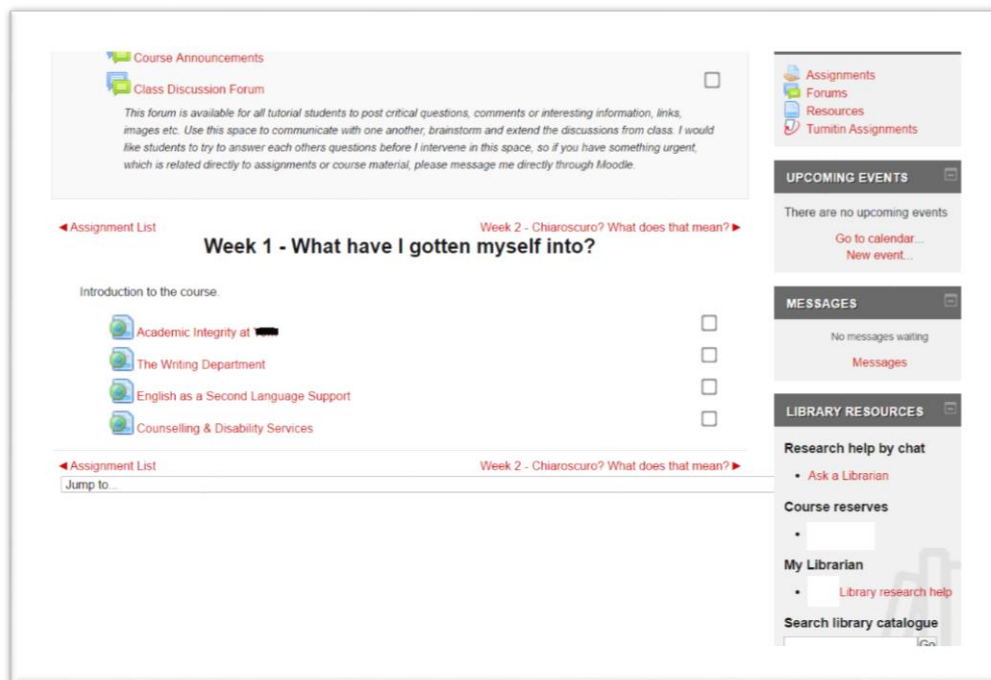 Course Announcements
Class Discussion Forum
This forum is available for all tutorial students to post critical questions, comments or interesting information, links,
images etc. Use this space to communicate with one another, brainstorm and extend the discussions from class. I would
like students to try to answer each others questions before I intervene in this space, so if you have something urgent,
which is related directly to assignments or course material, please message me directly through Moodle.
◄ Assignment List
Week 2 - Chiaroscuro? What does that mean? ►
Week 1 - What have I gotten myself into?
Introduction to the course.
Academic Integrity at
The Writing Department
English as a Second Language Support
Counselling & Disability Services
◄ Assignment List
Week 2 - Chiaroscuro? What does that mean? ►
Jump to...
Assignments
Forums
Resources
Turnitin Assignments
UPCOMING EVENTS
There are no upcoming events
Go to calendar...
New event...
MESSAGES
No messages waiting
Messages
LIBRARY RESOURCES
Research help by chat
• Ask a Librarian
Course reserves
•
My Librarian
• Library research help
Search library catalogue
Go